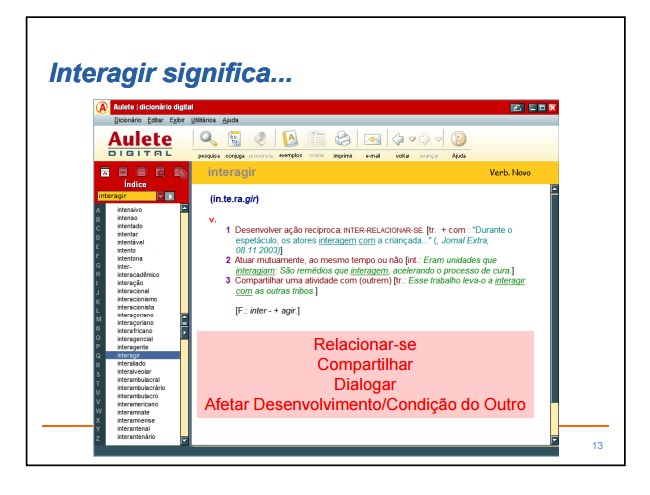 Interagir significa...
Aulete | dicionário digital
Dicionário Editar Exibir Utilitários Ajuda
Aulete
DIGITAL
pesquisa conjuga pronúncia exemplos copiar imprime e-mail voltar avançar Ajuda
Índice
interagir
interagir
Verb. Novo
A
B
C
D
E
F
G
H
I
J
K
L
M
N
O
P
Q
R
S
T
U
V
W
X
Y
Z
intensivo
intenso
intentado
intentar
intentável
intento
intentona
inter-
interacadêmico
interação
interacional
interacionismo
interacionista
interaçoriano
interaçoriano
interafricano
interagencial
interagente
interagir
interaliado
interalveolar
interambulacral
interambulacrário
interambulacro
interamericano
interamnate
interamnense
interantenal
interantenário
(in.te.ra.gir)
v.
1 Desenvolver ação recíproca; INTER-RELACIONAR-SE. [tr. + com : "Durante o
espetáculo, os atores interagem com a criançada..." (, Jornal Extra,
08.11.2003)]
2 Atuar mutuamente, ao mesmo tempo ou não [int.: Eram unidades que
interagiam: São remédios que interagem, acelerando o processo de cura.]
3 Compartilhar uma atividade com (outrem) [tr.: Esse trabalho leva-o a interagir
com as outras tribos.]
[F.: inter - + agir.]
Relacionar-se
Compartilhar
Dialogar
Afetar Desenvolvimento/Condição do Outro
13